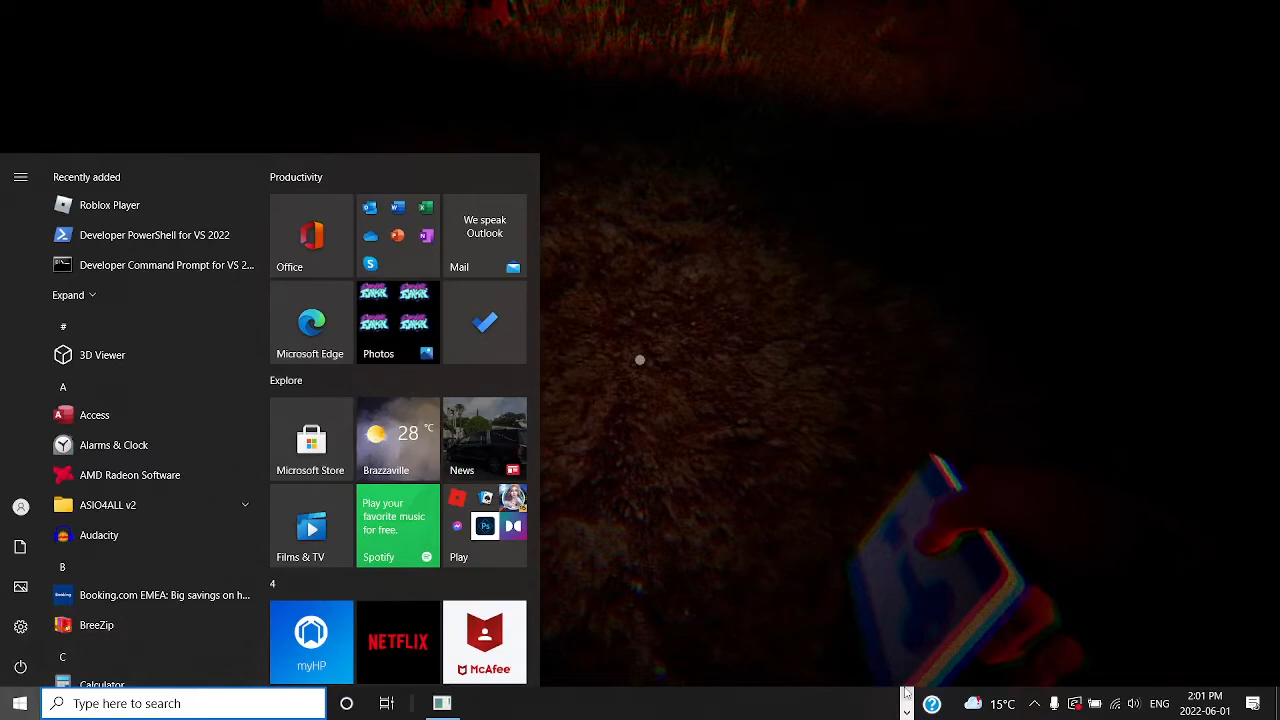 Recently added
Roblox Player
Developer PowerShell for VS 2022
Developer Command Prompt for VS 2...
Expand
#
3D Viewer
A
Access
Alarms & Clock
AMD Radeon Software
ASIO4ALL v2
Audacity
B
Booking.com EMEA: Big savings on h...
BreeZip
C
Calculator
Productivity
Office
We speak
Outlook
Mail
Microsoft Edge
Photos
Explore
Microsoft Store
28 °C
Brazzaville
News
Films & TV
Play your
favorite music
for free.
Spotify
Ps
Play
4
myHP
NETFLIX
McAfee
Type here to search
15°C
ENG
2:01 PM
2022-06-01